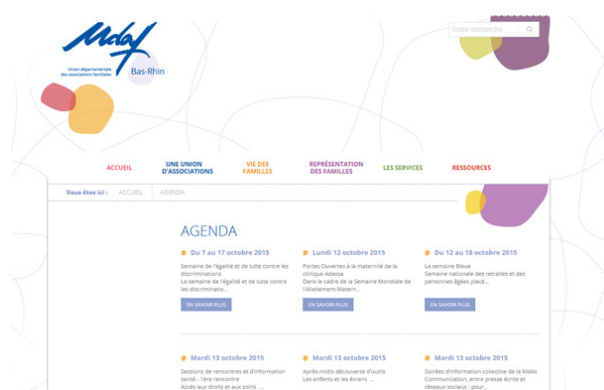 Udaf
Union départementale
des associations familiales
Bas-Rhin
Votre recherche...
ACCUEIL
UNE UNION
D'ASSOCIATIONS
VIE DES
FAMILLES
REPRÉSENTATION
DES FAMILLES
LES SERVICES
RESSOURCES
Vous êtes ici : ACCUEIL AGENDA
AGENDA
Du 7 au 17 octobre 2015
Semaine de l'égalité et de lutte contre les
discriminations
La semaine de l'égalité et de lutte contre
les discriminatio...
EN SAVOIR PLUS
Lundi 12 octobre 2015
Portes Ouvertes à la maternité de la
clinique Adassa
Dans le cadre de la Semaine Mondiale de
l'Allaitement Matern...
EN SAVOIR PLUS
Du 12 au 18 octobre 2015
La semaine Bleue
Semaine nationale des retraités et des
personnes âgées placé...
EN SAVOIR PLUS
Mardi 13 octobre 2015
Sessions de rencontres et d'information
santé - 1ère rencontre
Accès aux droits et aux soins ...
Mardi 13 octobre 2015
Après-midis découverte d'outils
Les enfants et les écrans ...
Mardi 13 octobre 2015
Soirées d'information collective de la MdAs
Communication, entre presse écrite et
réseaux sociaux : pour...